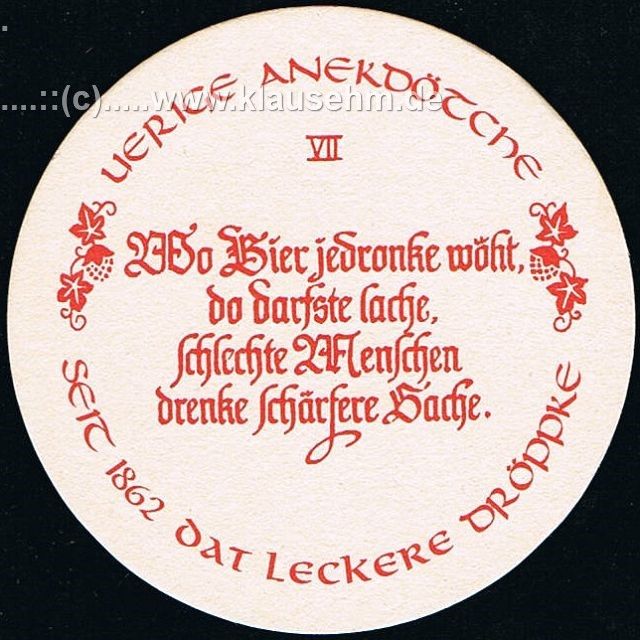 ....::(c).....www.klausehm.de
UERIGE ANEKDÖTCHE
VII
Wo Bier jedronke wöht,
do darfste lache,
schlechte Menschen
drenke schärfere Sache.
SEIT 1862 DAT LECKERE DRÖPPKE